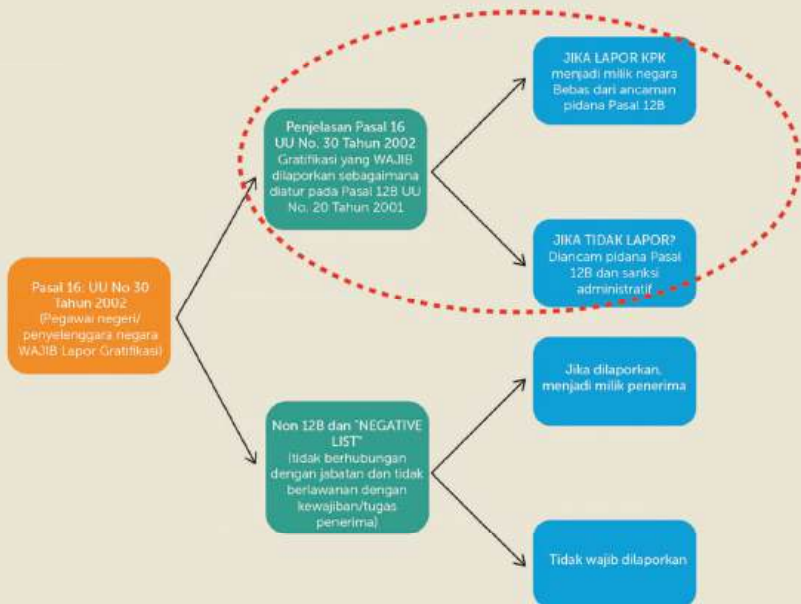 Pasal 16: UU No 30
Tahun 2002
(Pegawai negeri/
penyelenggara negara
WAJIB Lapor Gratifikasi)
Penjelasan Pasal 16
UU No. 30 Tahun 2002
Gratifikasi yang WAJIB
dilaporkan sebagaimana
diatur pada Pasal 12B UU
No. 20 Tahun 2001
JIKA LAPOR KPK
menjadi milik negara
Bebas dari ancaman
pidana Pasal 12B
JIKA TIDAK LAPOR?
Diancam pidana Pasal
12B dan sanksi
administratif
Non 12B dan "NEGATIVE
LIST"
(tidak berhubungan
dengan jabatan dan tidak
berlawanan dengan
kewajiban/tugas
penerima)
Jika dilaporkan,
menjadi milik penerima
Tidak wajib dilaporkan